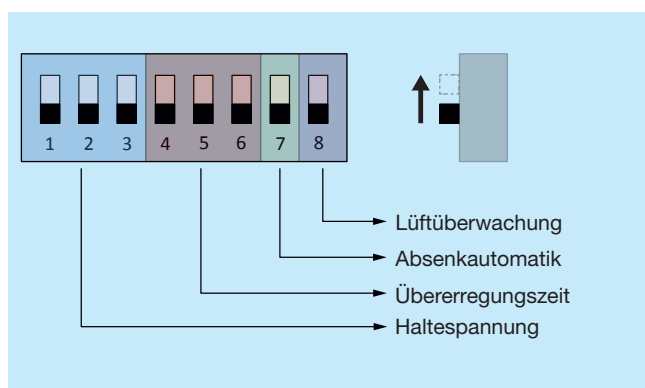 1 2 3 4 5 6 7 8
Lüftüberwachung
Absenkautomatik
Übererregungszeit
Haltespannung